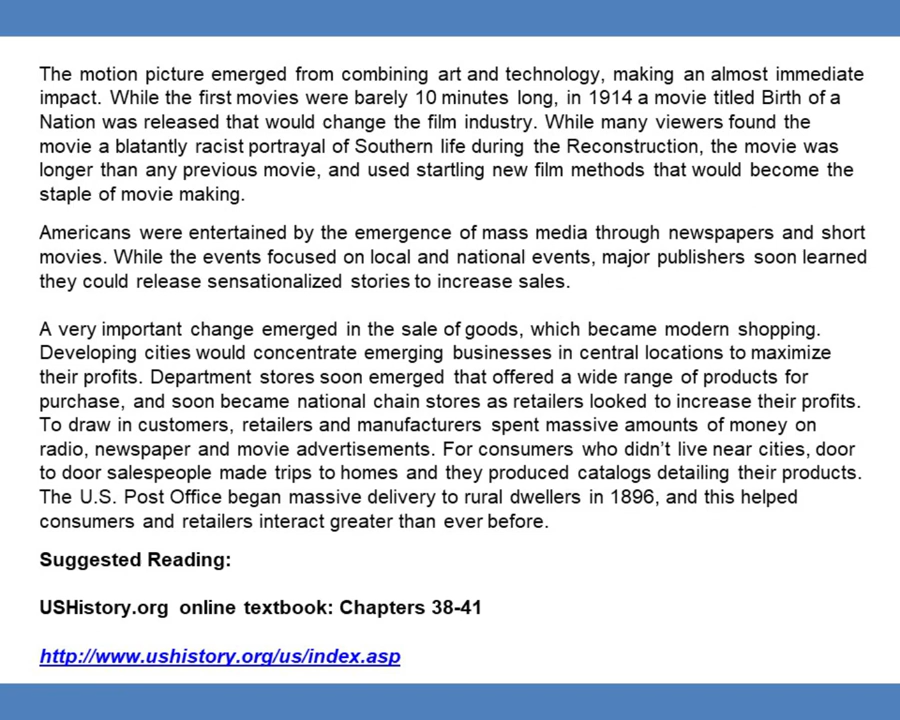 The motion picture emerged from combining art and technology, making an almost immediate
impact. While the first movies were barely 10 minutes long, in 1914 a movie titled Birth of a
Nation was released that would change the film industry. While many viewers found the
movie a blatantly racist portrayal of Southern life during the Reconstruction, the movie was
longer than any previous movie, and used startling new film methods that would become the
staple of movie making.
Americans were entertained by the emergence of mass media through newspapers and short
movies. While the events focused on local and national events, major publishers soon learned
they could release sensationalized stories to increase sales.
A very important change emerged in the sale of goods, which became modern shopping.
Developing cities would concentrate emerging businesses in central locations to maximize
their profits. Department stores soon emerged that offered a wide range of products for
purchase, and soon became national chain stores as retailers looked to increase their profits.
To draw in customers, retailers and manufacturers spent massive amounts of money on
radio, newspaper and movie advertisements. For consumers who didn't live near cities, door
to door salespeople made trips to homes and they produced catalogs detailing their products.
The U.S. Post Office began massive delivery to rural dwellers in 1896, and this helped
consumers and retailers interact greater than ever before.
Suggested Reading:
USHistory.org online textbook: Chapters 38-41
http://www.ushistory.org/us/index.asp